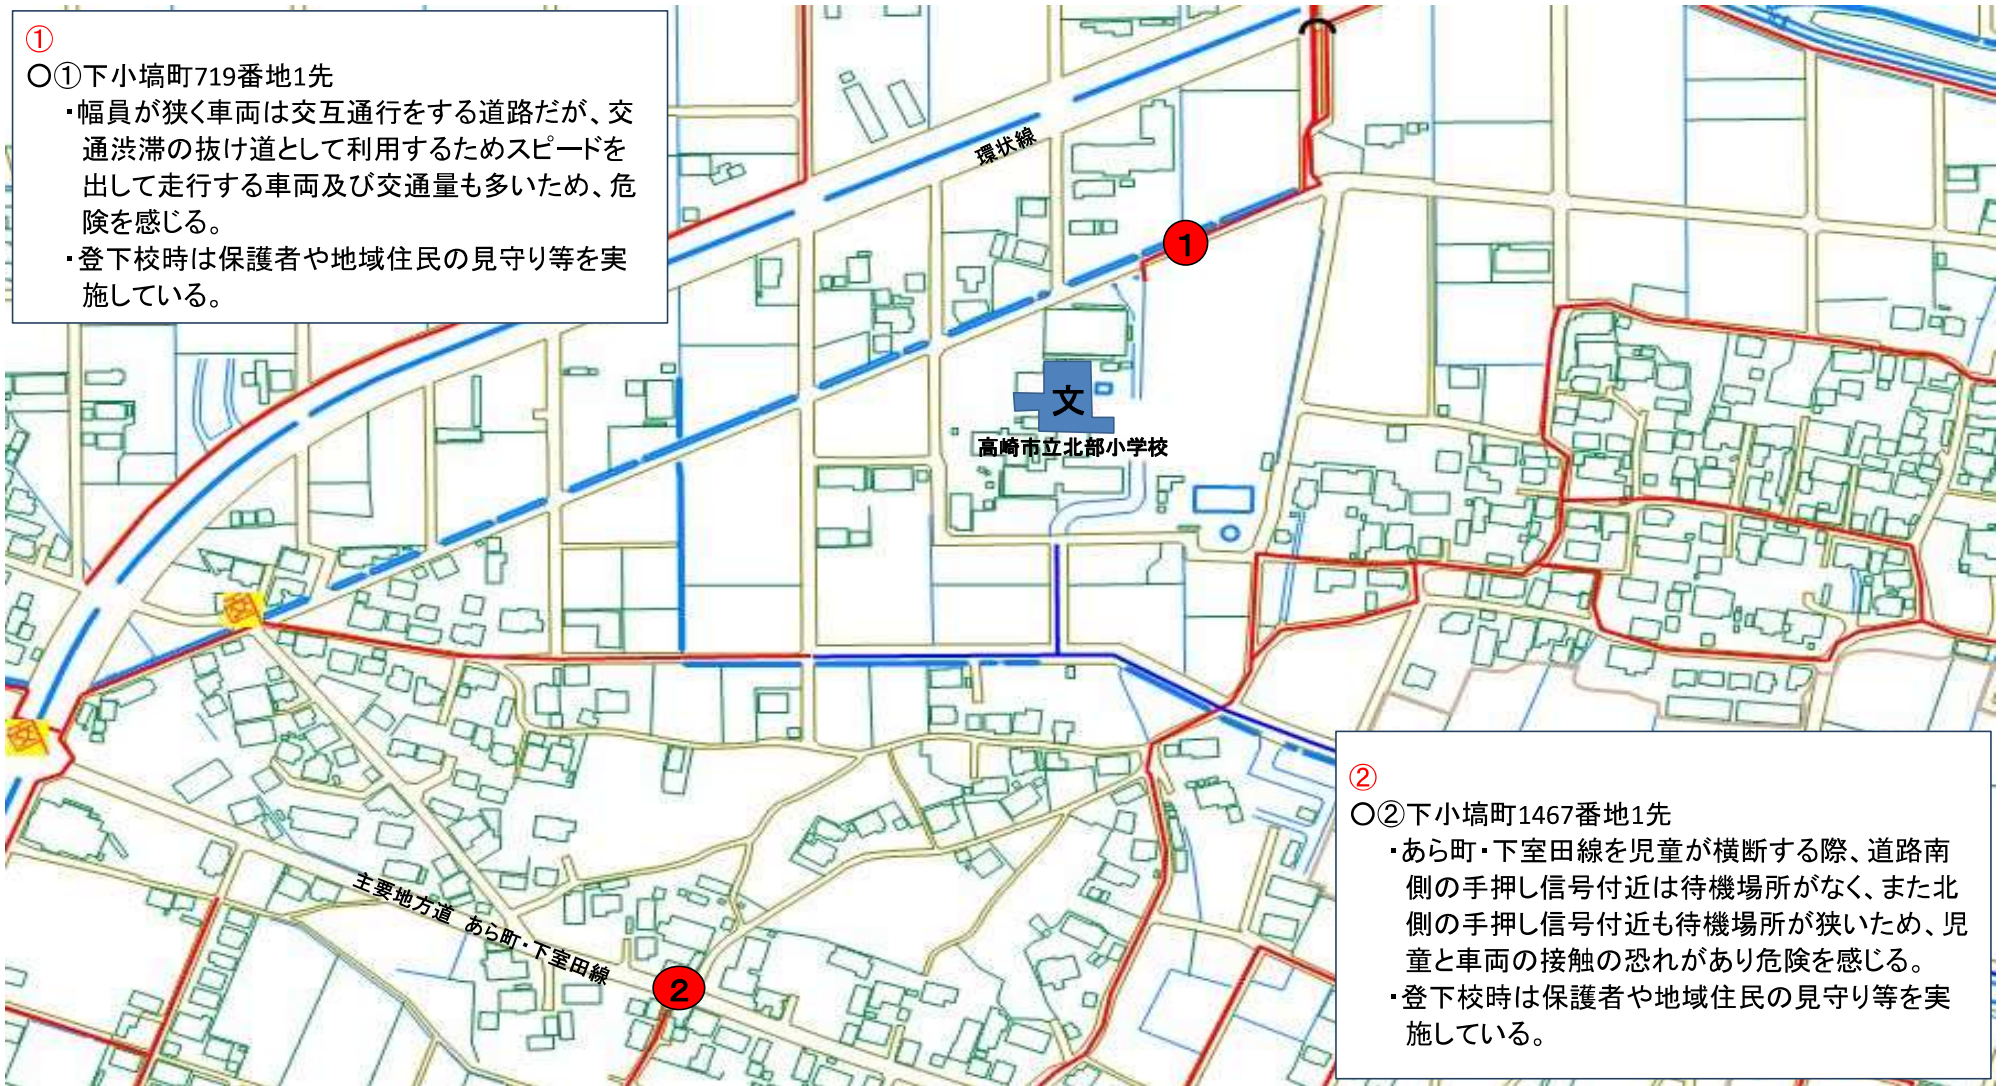 ①
〇①下小塙町719番地1先
・幅員が狭く車両は交互通行をする道路だが、交
通渋滞の抜け道として利用するためスピードを
出して走行する車両及び交通量も多いため、危
険を感じる。
・登下校時は保護者や地域住民の見守り等を実
施している。
環状線
1
文
高崎市立北部小学校
②
〇②下小塙町1467番地1先
・あら町・下室田線を児童が横断する際、道路南
側の手押し信号付近は待機場所がなく、また北
側の手押し信号付近も待機場所が狭いため、児
童と車両の接触の恐れがあり危険を感じる。
・登下校時は保護者や地域住民の見守り等を実
施している。
主要地方道 あら町・下室田線
2